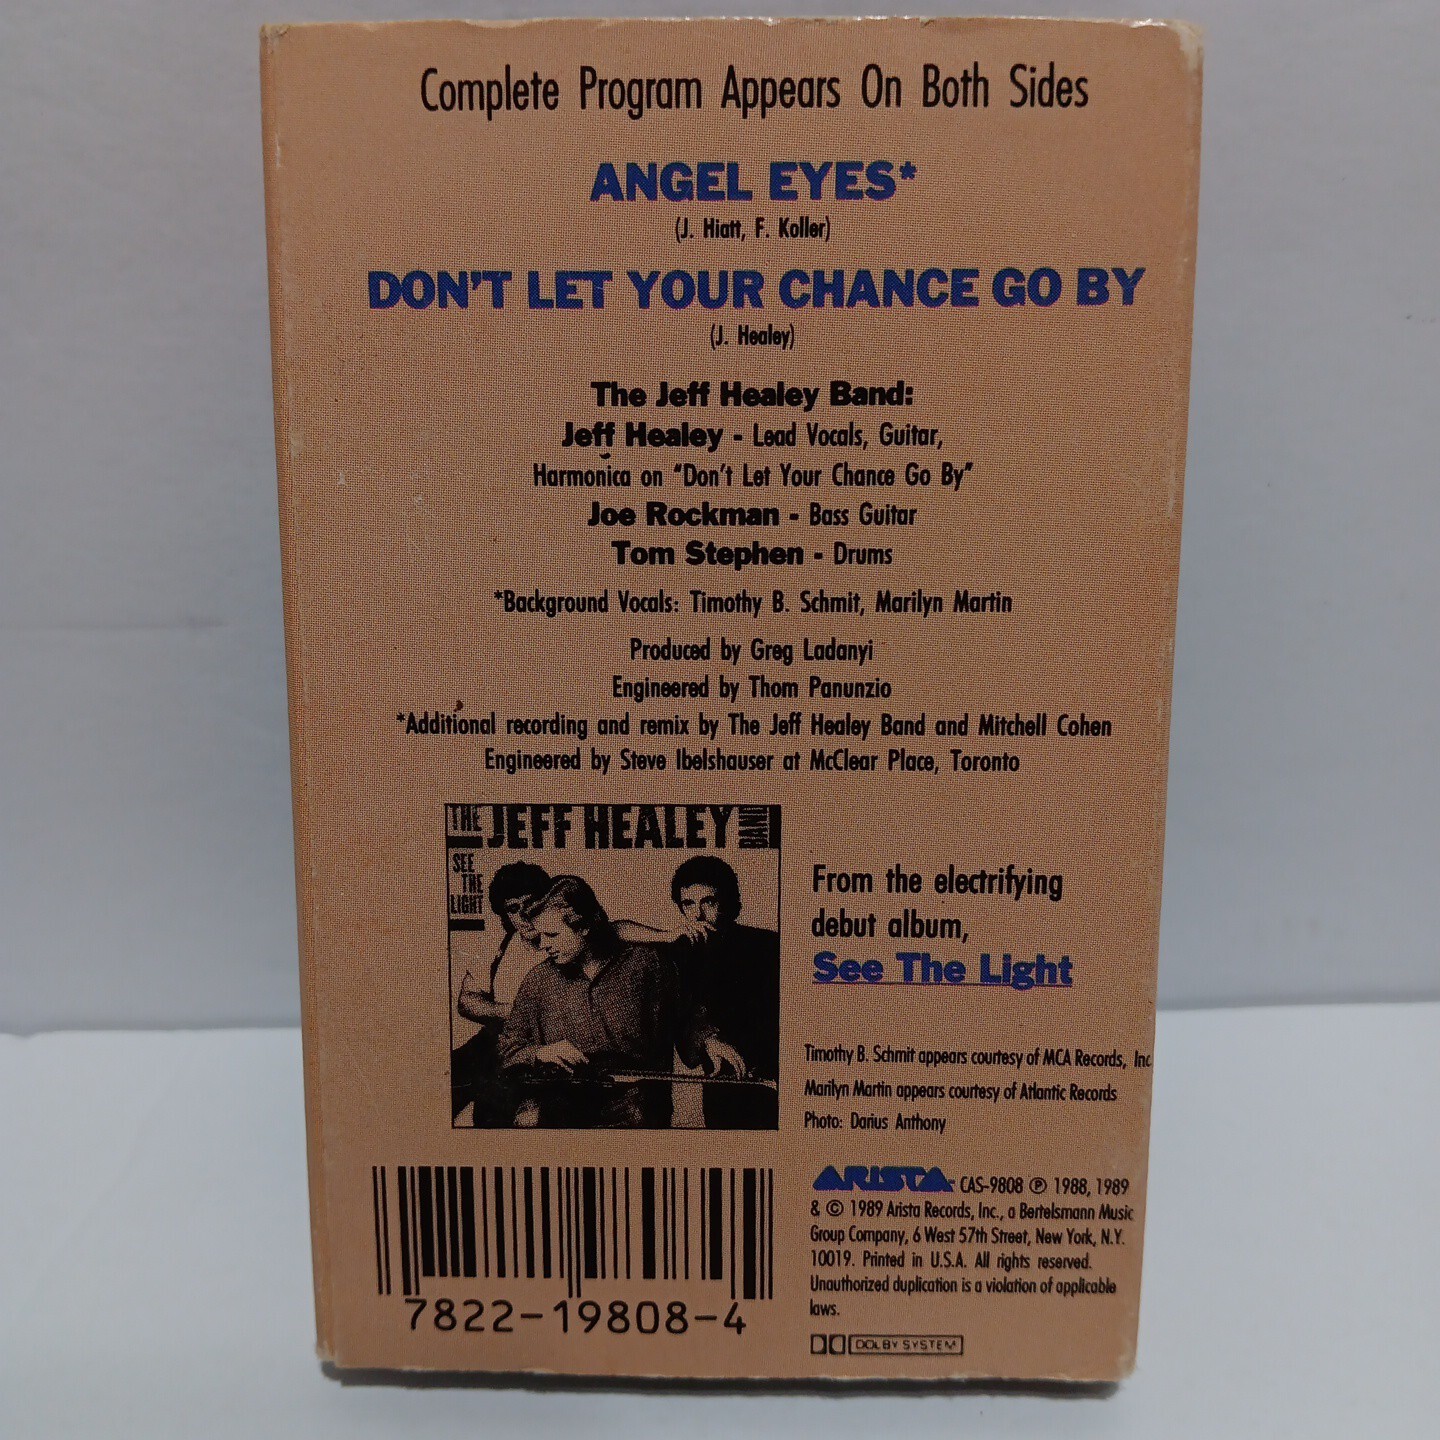 Complete Program Appears On Both Sides
ANGEL EYES*
(J. Hiatt, F. Koller)
DON'T LET YOUR CHANCE GO BY
(J. Healey)
The Jeff Healey Band:
Jeff Healey - Lead Vocals, Guitar,
Harmonica on "Don't Let Your Chance Go By"
Joe Rockman - Bass Guitar
Tom Stephen - Drums
*Background Vocals: Timothy B. Schmit, Marilyn Martin
Produced by Greg Ladanyi
Engineered by Thom Panunzio
*Additional recording and remix by The Jeff Healey Band and Mitchell Cohen
Engineered by Steve Ibelshauser at McClear Place, Toronto
THE JEFF HEALEY BAND
SEE
THE
LIGHT
From the electrifying
debut album,
See The Light
Timothy B. Schmit appears courtesy of MCA Records, Inc
Marilyn Martin appears courtesy of Atlantic Records
Photo: Darius Anthony
ARISTA CAS-9808 ℗ 1988, 1989
& © 1989 Arista Records, Inc., a Bertelsmann Music
Group Company, 6 West 57th Street, New York, N.Y.
10019. Printed in U.S.A. All rights reserved.
Unauthorized duplication is a violation of applicable
laws.
DOLBY SYSTEM
7822-19808-4